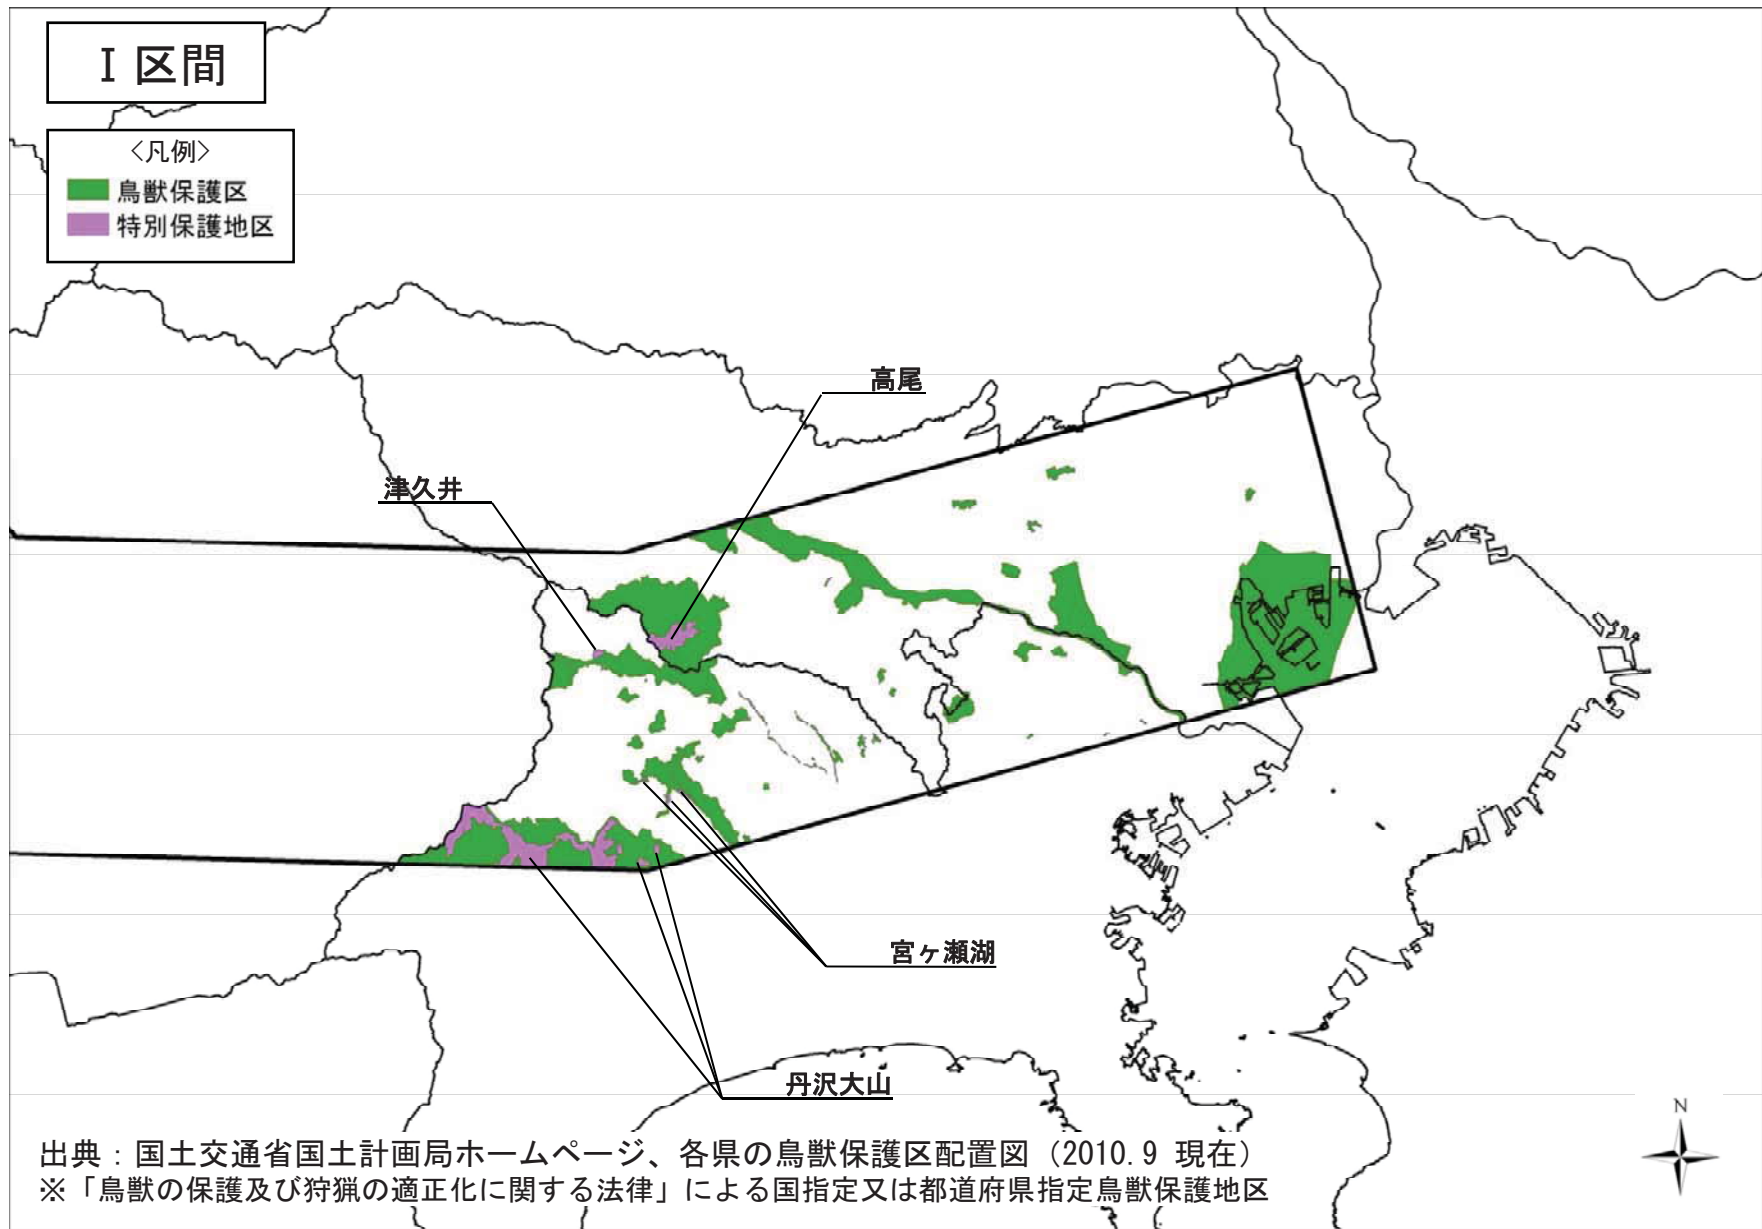 Ⅰ区間
<凡例>
鳥獣保護区
特別保護地区
高尾
津久井
宮ヶ瀬湖
丹沢大山
N
出典：国土交通省国土計画局ホームページ、各県の鳥獣保護区配置図（2010.9 現在）
※「鳥獣の保護及び狩猟の適正化に関する法律」による国指定又は都道府県指定鳥獣保護地区